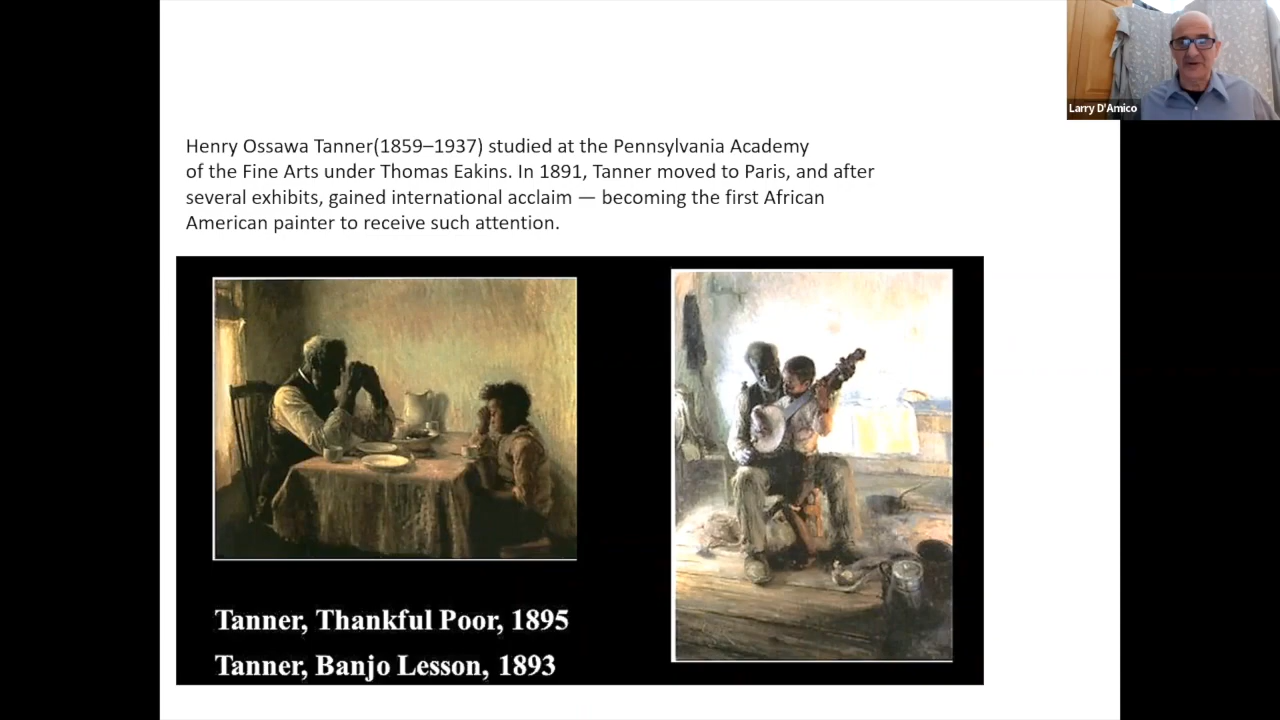 Larry D'Amico
Henry Ossawa Tanner(1859–1937) studied at the Pennsylvania Academy
of the Fine Arts under Thomas Eakins. In 1891, Tanner moved to Paris, and after
several exhibits, gained international acclaim — becoming the first African
American painter to receive such attention.
Tanner, Thankful Poor, 1895
Tanner, Banjo Lesson, 1893